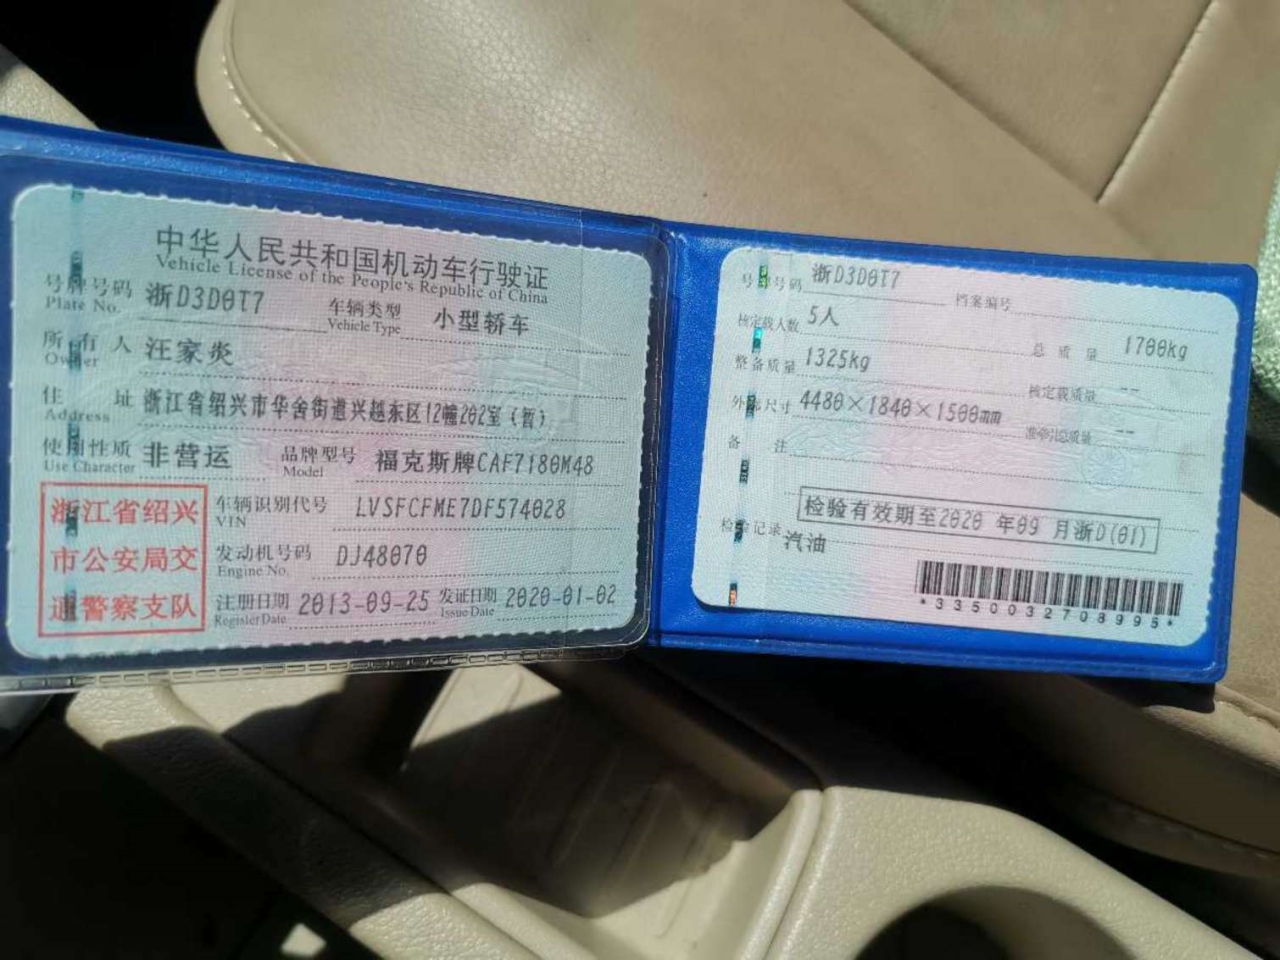 中华人民共和国机动车行驶证
Vehicle License of the People's Republic of China
号牌号码 浙D3D0T7 车辆类型 小型轿车
Plate No. Vehicle Type
所有人 汪家炎
Owner
住址 浙江省绍兴市华舍街道兴越东区12幢202室(暂)
Address
使用性质 非营运 品牌型号 福克斯牌CAF7180M48
Use Character Model
浙江省绍兴
市公安局交
通警察支队
车辆识别代号 LVSFCFME7DF574028
VIN
发动机号码 DJ48070
Engine No.
注册日期 2013-09-25 发证日期 2020-01-02
Register Date Issue Date
号牌号码 浙D3D0T7 档案编号
核定载人数 5人 总质量 1700kg
整备质量 1325kg 核定载质量 --
外廓尺寸 4480×1840×1500mm 准牵引总质量 --
备注
检验有效期至2020 年09 月浙D(01)
检验记录 汽油
*3350032708995*